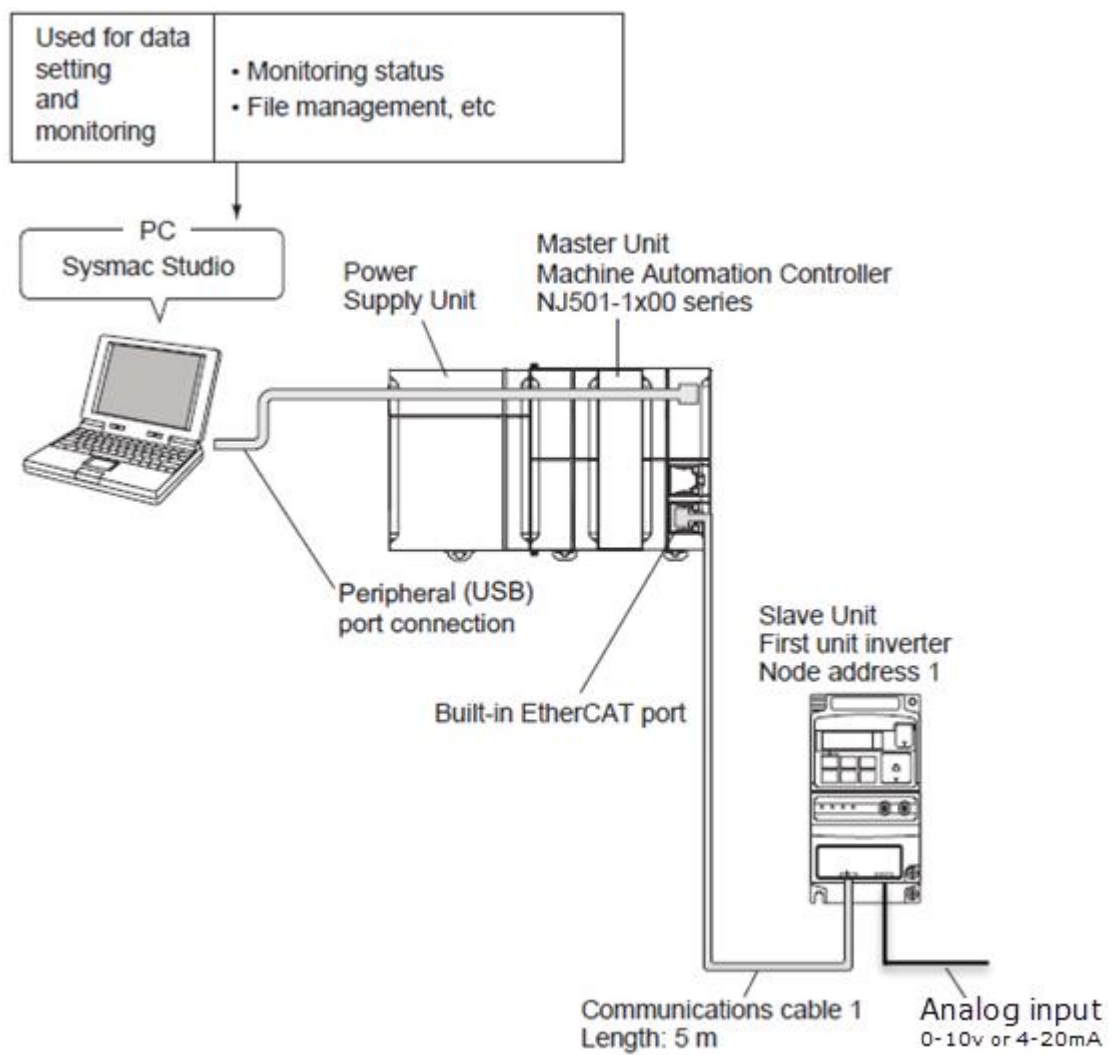 Used for data
setting
and
monitoring
• Monitoring status
• File management, etc
PC
Sysmac Studio
Power
Supply Unit
Master Unit
Machine Automation Controller
NJ501-1x00 series
Peripheral (USB)
port connection
Built-in EtherCAT port
Slave Unit
First unit inverter
Node address 1
Communications cable 1
Length: 5 m
Analog input
0-10v or 4-20mA